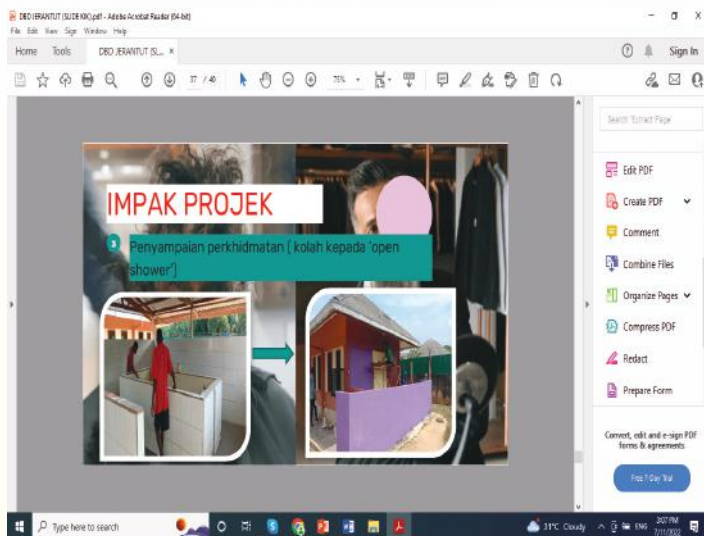 DBD JERANTUT (SLIDE KIK).pdf - Adobe Acrobat Reader (64-bit)
File Edit View Sign Window Help
Home Tools DBD JERANTUT (SL... × Sign In
37 / 40 75%
Search 'Extract Page'
Edit PDF
Create PDF
Comment
Combine Files
Organize Pages
Compress PDF
Redact
Prepare Form
Convert, edit and e-sign PDF
forms & agreements
Free 7-Day Trial
IMPAK PROJEK
3 Penyampaian perkhidmatan ( kolah kepada 'open
shower')
Type here to search 31°C Cloudy ENG 3:07 PM
7/11/2022